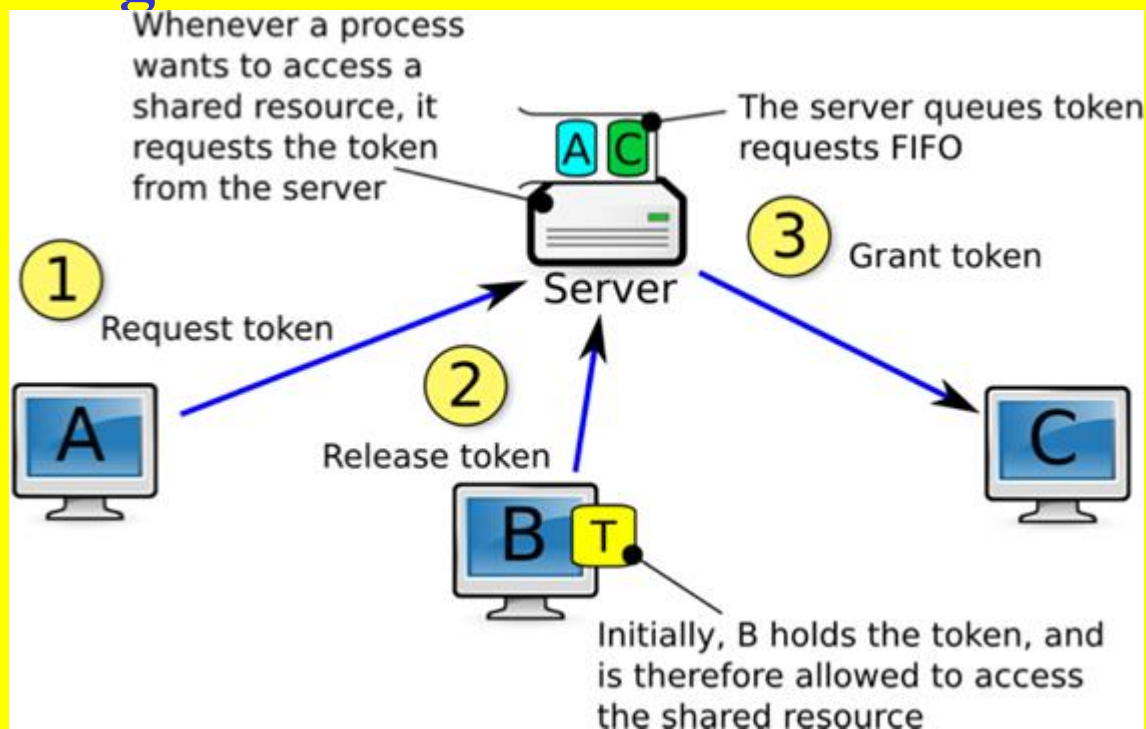 Whenever a process
wants to access a
shared resource, it
requests the token
from the server
A C
The server queues token
requests FIFO
Server
3
Grant token
1
Request token
2
Release token
A
B
T
C
Initially, B holds the token, and
is therefore allowed to access
the shared resource